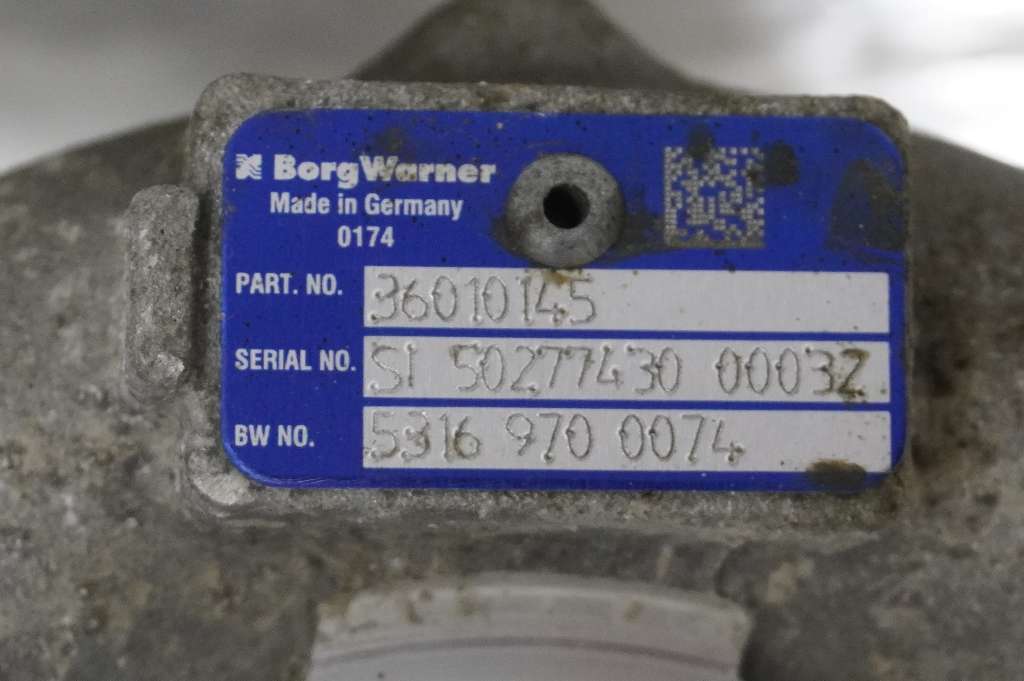 BorgWarner
Made in Germany
0174
PART. NO. 36010145
SERIAL NO. SI 50277430 00032
BW NO. 5316 970 0074